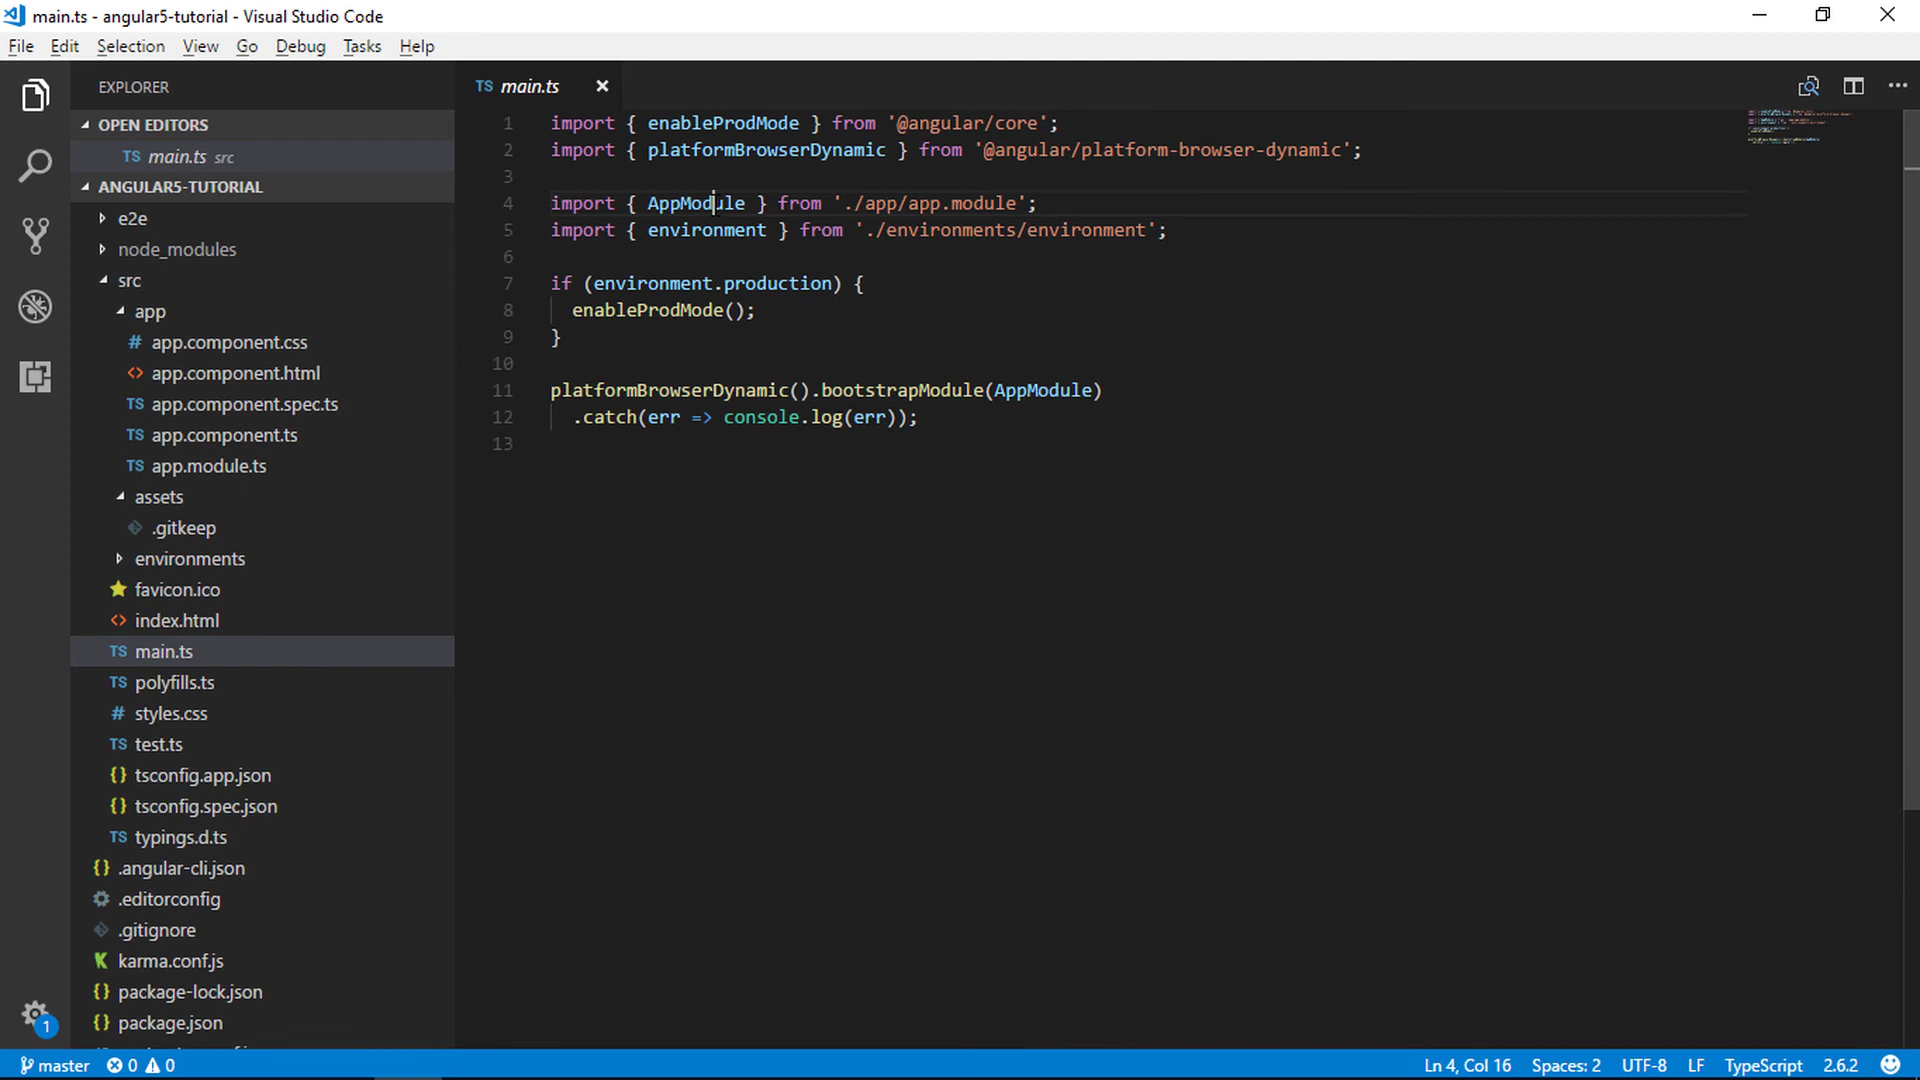 main.ts - angular5-tutorial - Visual Studio Code
File Edit Selection View Go Debug Tasks Help
EXPLORER
OPEN EDITORS
TS main.ts src
ANGULAR5-TUTORIAL
e2e
node_modules
src
app
# app.component.css
<> app.component.html
TS app.component.spec.ts
TS app.component.ts
TS app.module.ts
assets
.gitkeep
environments
favicon.ico
<> index.html
TS main.ts
TS polyfills.ts
# styles.css
TS test.ts
{} tsconfig.app.json
{} tsconfig.spec.json
TS typings.d.ts
{} .angular-cli.json
.editorconfig
.gitignore
K karma.conf.js
{} package-lock.json
{} package.json
1
TS main.ts
1 import { enableProdMode } from '@angular/core';
2 import { platformBrowserDynamic } from '@angular/platform-browser-dynamic';
3
4 import { AppModule } from './app/app.module';
5 import { environment } from './environments/environment';
6
7 if (environment.production) {
8 enableProdMode();
9 }
10
11 platformBrowserDynamic().bootstrapModule(AppModule)
12 .catch(err => console.log(err));
13
master 0 0 Ln 4, Col 16 Spaces: 2 UTF-8 LF TypeScript 2.6.2